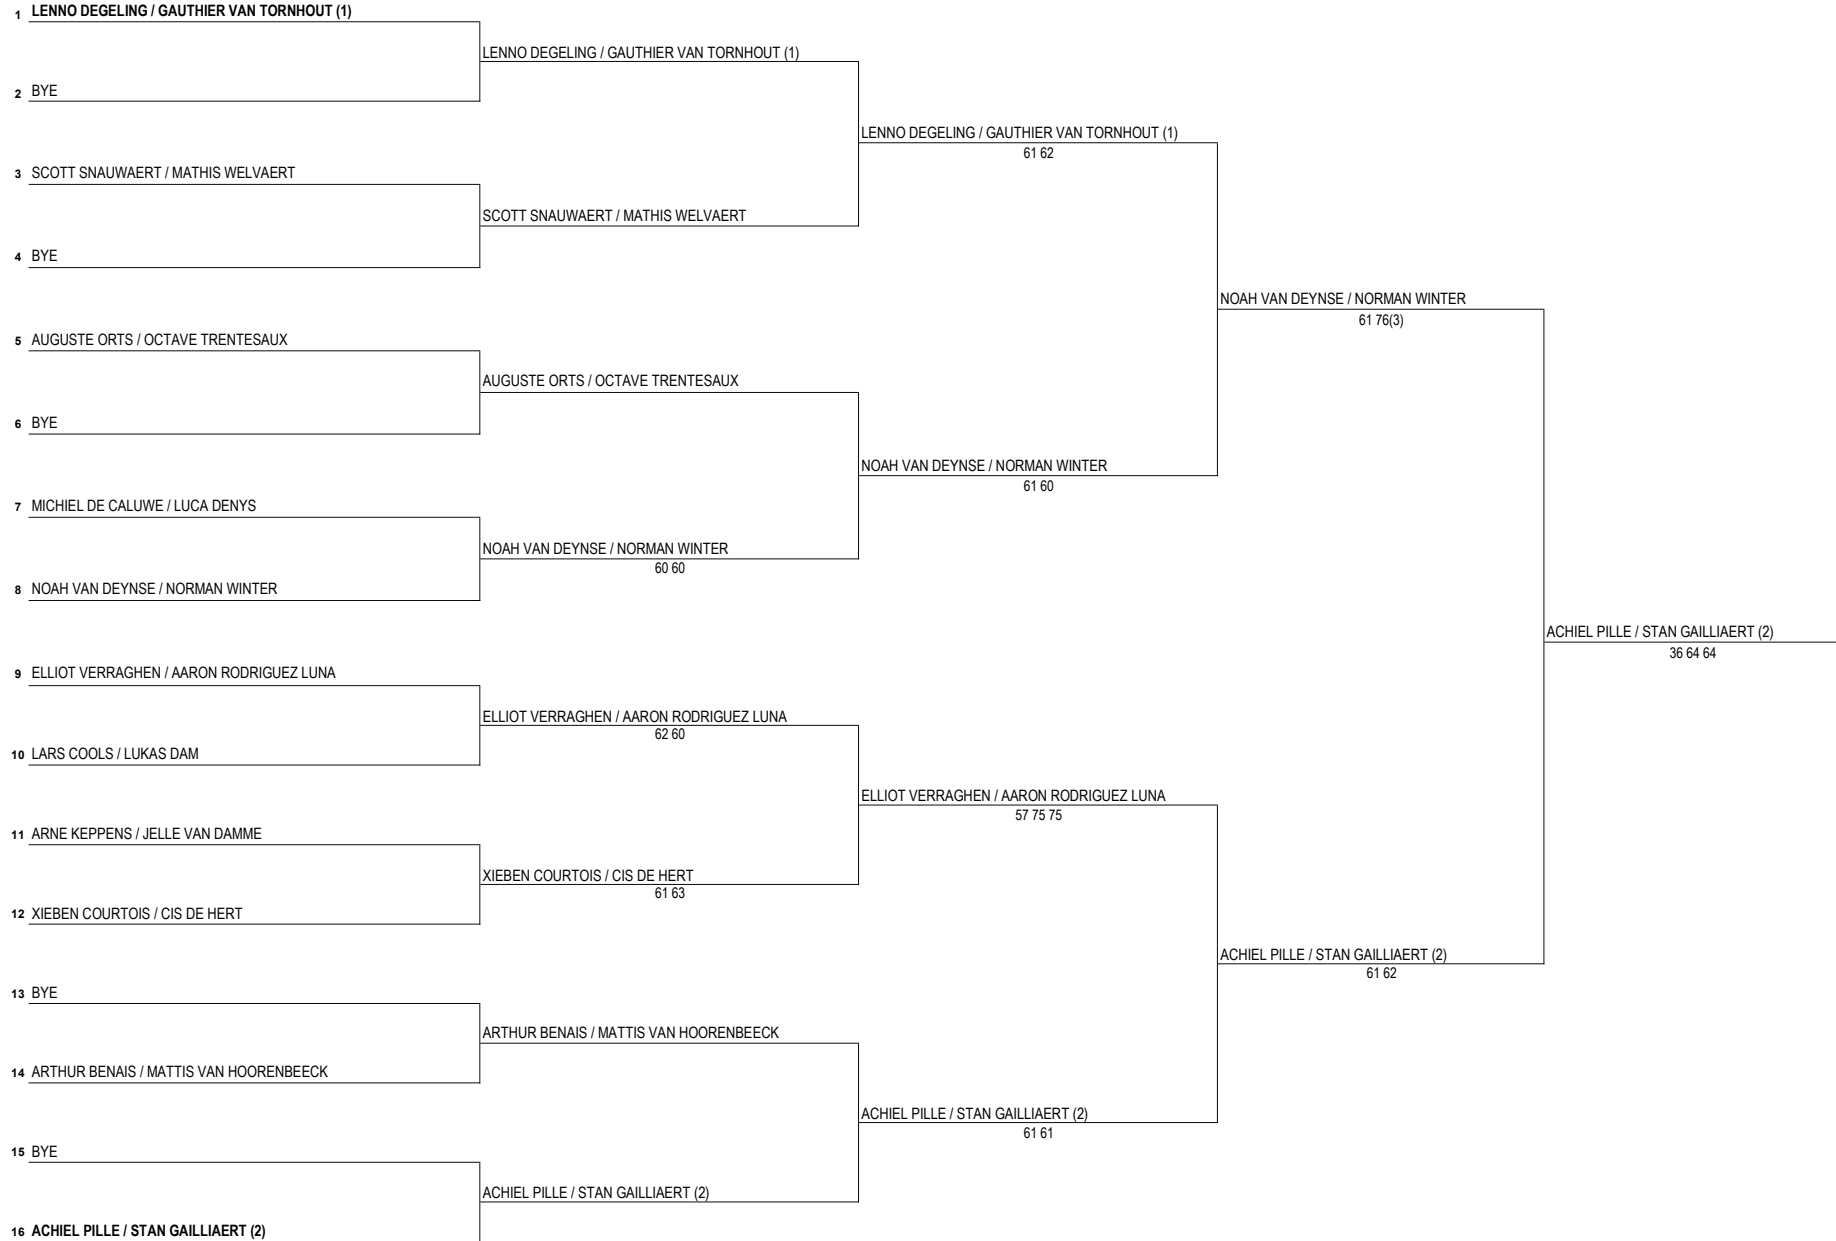 1 LENNO DEGELING / GAUTHIER VAN TORNHOUT (1)
LENNO DEGELING / GAUTHIER VAN TORNHOUT (1)
2 BYE
LENNO DEGELING / GAUTHIER VAN TORNHOUT (1)
61 62
3 SCOTT SNAUWAERT / MATHIS WELVAERT
SCOTT SNAUWAERT / MATHIS WELVAERT
4 BYE
NOAH VAN DEYNSE / NORMAN WINTER
61 76(3)
5 AUGUSTE ORTS / OCTAVE TRENTESAUX
AUGUSTE ORTS / OCTAVE TRENTESAUX
6 BYE
NOAH VAN DEYNSE / NORMAN WINTER
61 60
7 MICHIEL DE CALUWE / LUCA DENYS
NOAH VAN DEYNSE / NORMAN WINTER
60 60
8 NOAH VAN DEYNSE / NORMAN WINTER
ACHIEL PILLE / STAN GAILLIAERT (2)
36 64 64
9 ELLIOT VERRAGHEN / AARON RODRIGUEZ LUNA
ELLIOT VERRAGHEN / AARON RODRIGUEZ LUNA
62 60
10 LARS COOLS / LUKAS DAM
ELLIOT VERRAGHEN / AARON RODRIGUEZ LUNA
57 75 75
11 ARNE KEPPENS / JELLE VAN DAMME
XIEBEN COURTOIS / CIS DE HERT
61 63
12 XIEBEN COURTOIS / CIS DE HERT
ACHIEL PILLE / STAN GAILLIAERT (2)
61 62
13 BYE
ARTHUR BENAIS / MATTIS VAN HOORENBEECK
14 ARTHUR BENAIS / MATTIS VAN HOORENBEECK
ACHIEL PILLE / STAN GAILLIAERT (2)
61 61
15 BYE
ACHIEL PILLE / STAN GAILLIAERT (2)
16 ACHIEL PILLE / STAN GAILLIAERT (2)